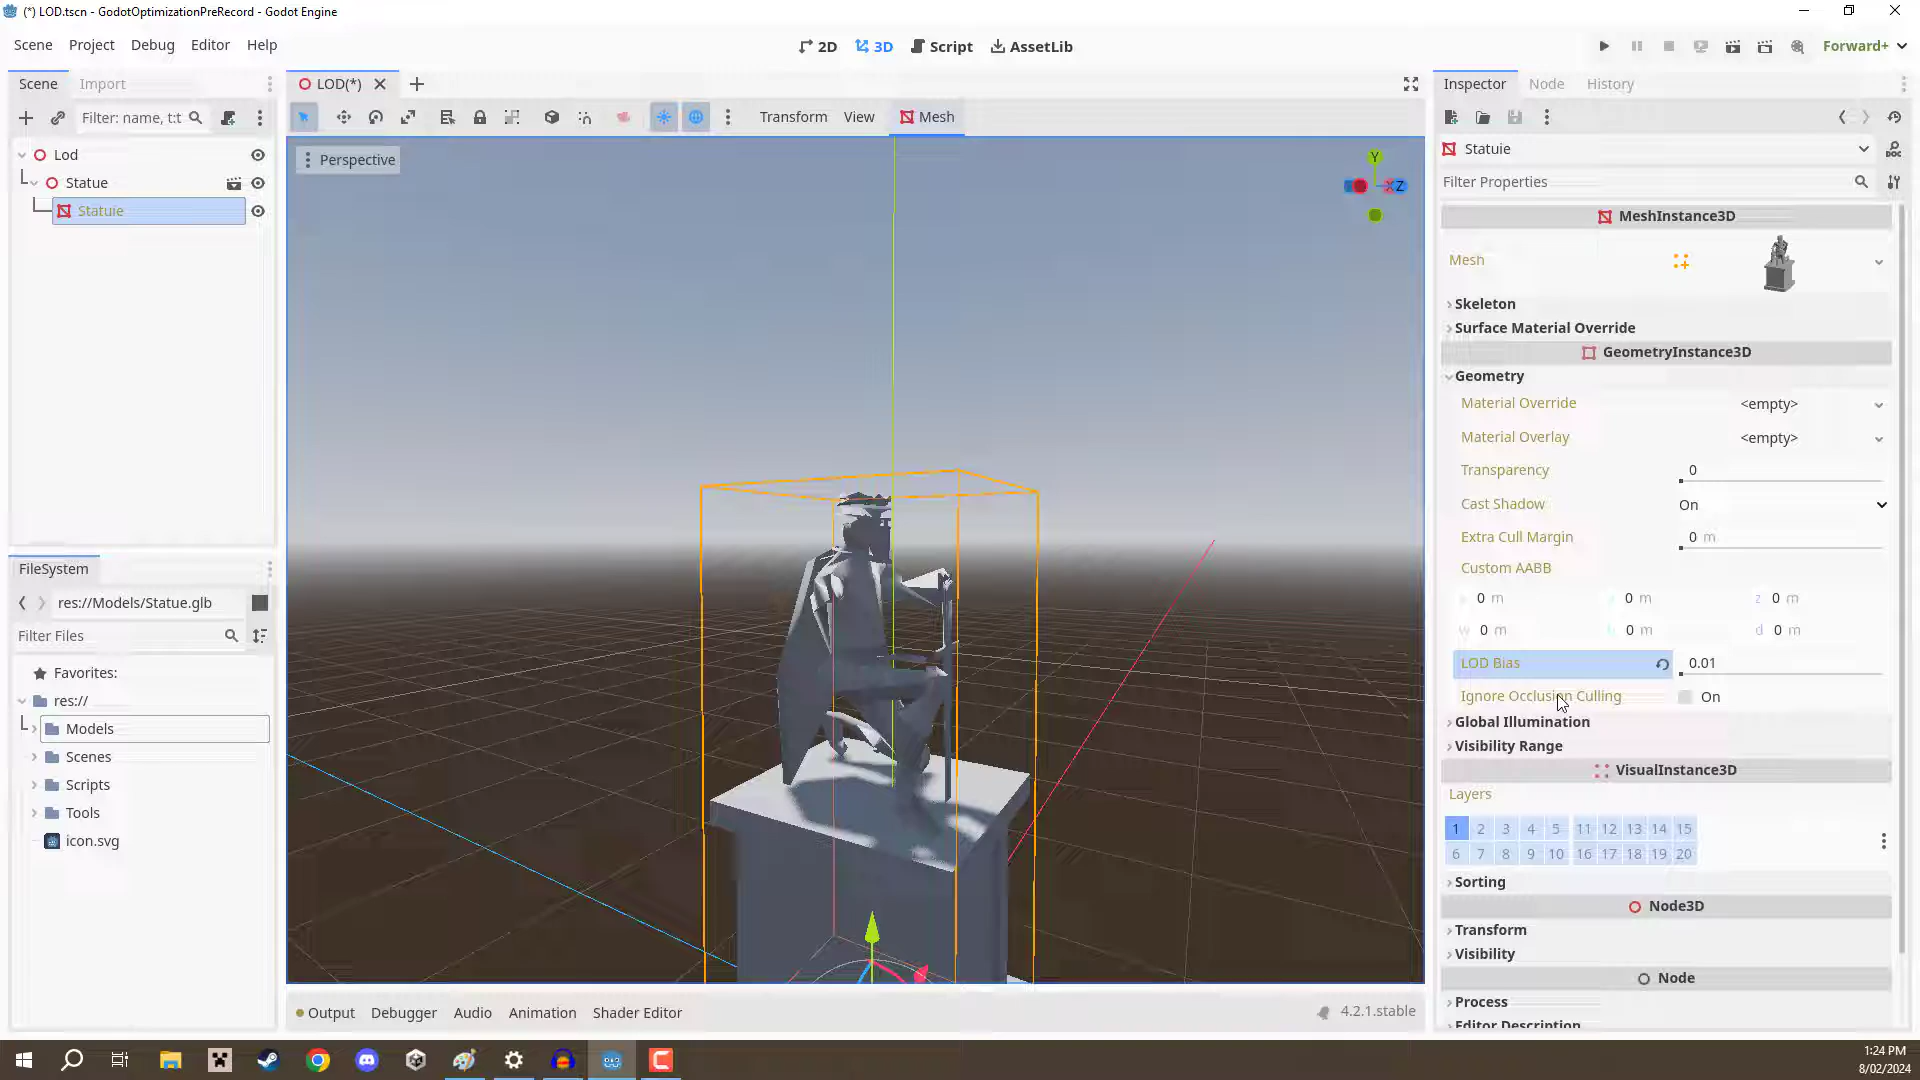 (*) LOD.tscn - GodotOptimizationPreRecord - Godot Engine
Scene Project Debug Editor Help
2D 3D Script AssetLib
Forward+
Scene Import
LOD(*)
Inspector Node History
Filter: name, t:t
Transform View Mesh
Perspective
Y
X Z
Lod
Statue
Statuie
Statuie
Filter Properties
MeshInstance3D
Mesh
Skeleton
Surface Material Override
GeometryInstance3D
Geometry
Material Override <empty>
Material Overlay <empty>
Transparency 0
Cast Shadow On
Extra Cull Margin 0 m
Custom AABB
0 m 0 m z 0 m
w 0 m 0 m d 0 m
LOD Bias 0.01
Ignore Occlusion Culling On
Global Illumination
Visibility Range
VisualInstance3D
Layers
1 2 3 4 5 11 12 13 14 15
6 7 8 9 10 16 17 18 19 20
Sorting
Node3D
Transform
Visibility
Node
Process
Editor Description
FileSystem
res://Models/Statue.glb
Filter Files
Favorites:
res://
Models
Scenes
Scripts
Tools
icon.svg
Output Debugger Audio Animation Shader Editor 4.2.1.stable
1:24 PM
8/02/2024